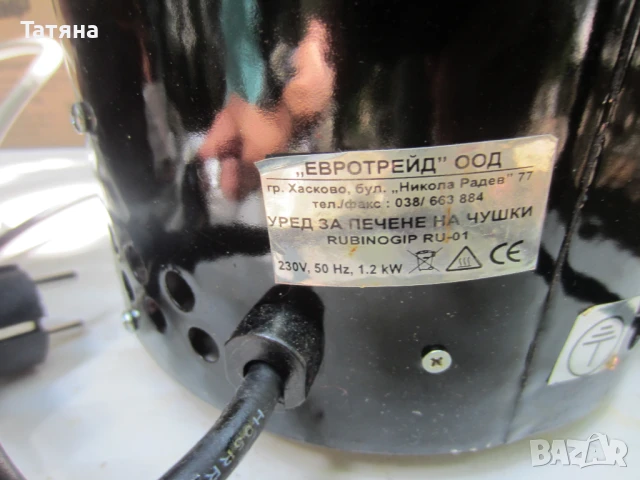 Татяна
„ЕВРОТРЕЙД" ООД
гр. Хасково, бул. „Никола Радев" 77
тел./факс : 038/ 663 884
УРЕД ЗА ПЕЧЕНЕ НА ЧУШКИ
RUBINOGIP RU-01
230V, 50 Hz, 1.2 kW CE
bazar.bg